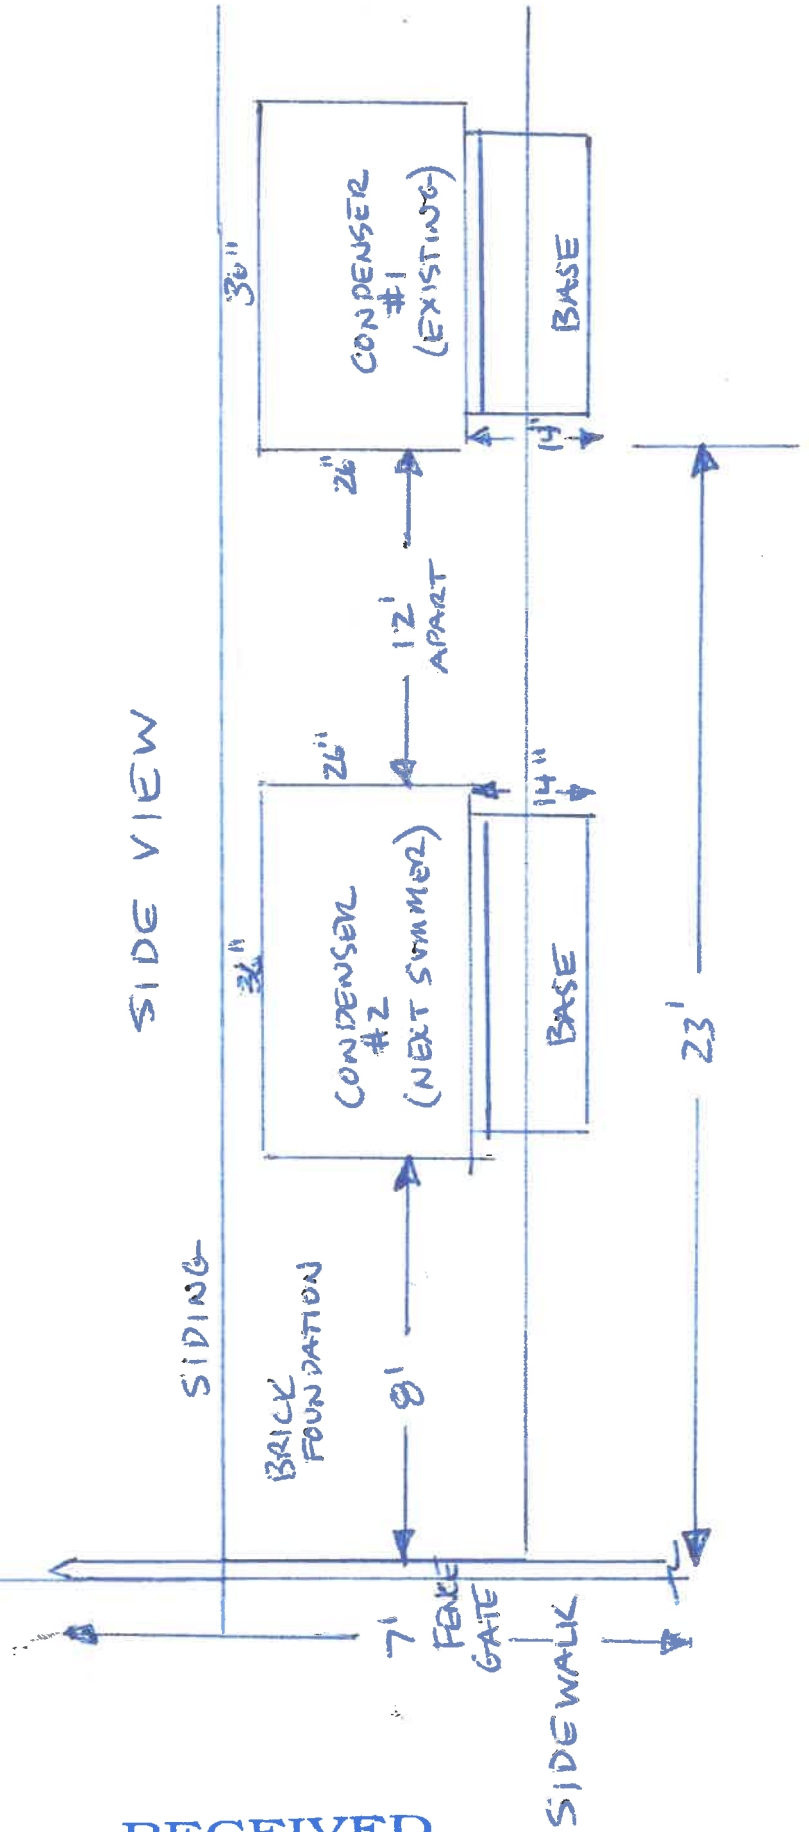 SIDE VIEW
SIDING
36"
36"
BRICK
FOUNDATION
CONDENSER
#2
(NEXT SUMMER)
26"
26"
CONDENSER
#1
(EXISTING)
8'
12'
APART
7'
FENCE
GATE
14"
14"
BASE
BASE
SIDEWALK
23'
RECEIVED